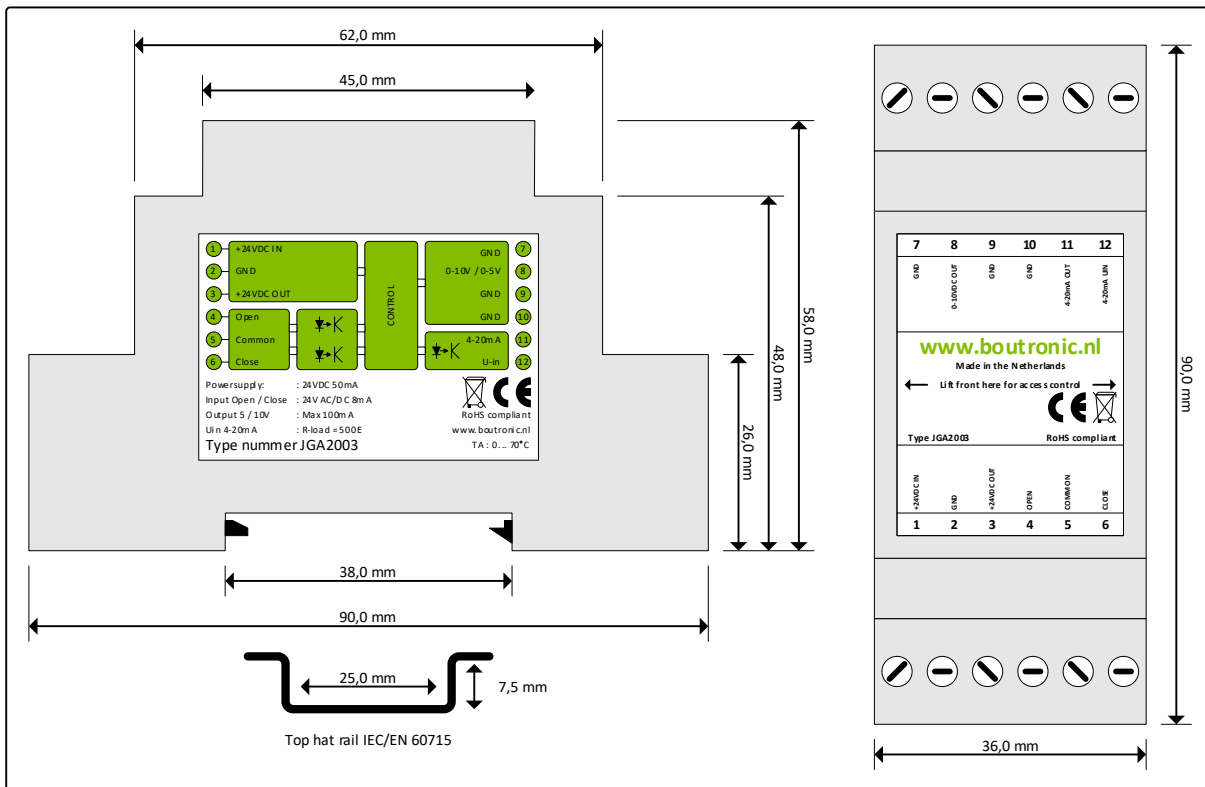 62,0 mm
45,0 mm
58,0 mm
48,0 mm
26,0 mm
1 +24VDC IN
2 GND
3 +24VDC OUT
4 Open
5 Common
6 Close
CONTROL
GND 7
0-10V / 0-5V 8
GND 9
GND 10
4-20mA 11
U-in 12
Powersupply: : 24VDC 50mA
Input Open / Close : 24V AC/DC 8mA
Output 5 / 10V : Max 100mA
Uin 4-20mA : R-load =500E
Type nummer JGA2003
CE
RoHS compliant
www.boutronic.nl
TA : 0... 70°C
38,0 mm
90,0 mm
25,0 mm
7,5 mm
Top hat rail IEC/EN 60715
7 8 9 10 11 12
GND
0-10VDC OUT
GND
GND
4-20mA OUT
4-20mA UIN
www.boutronic.nl
Made in the Netherlands
Lift front here for access control
CE
Type JGA2003 RoHS compliant
+24VDC IN
GND
+24VDC OUT
OPEN
COMMON
CLOSE
1 2 3 4 5 6
90,0 mm
36,0 mm